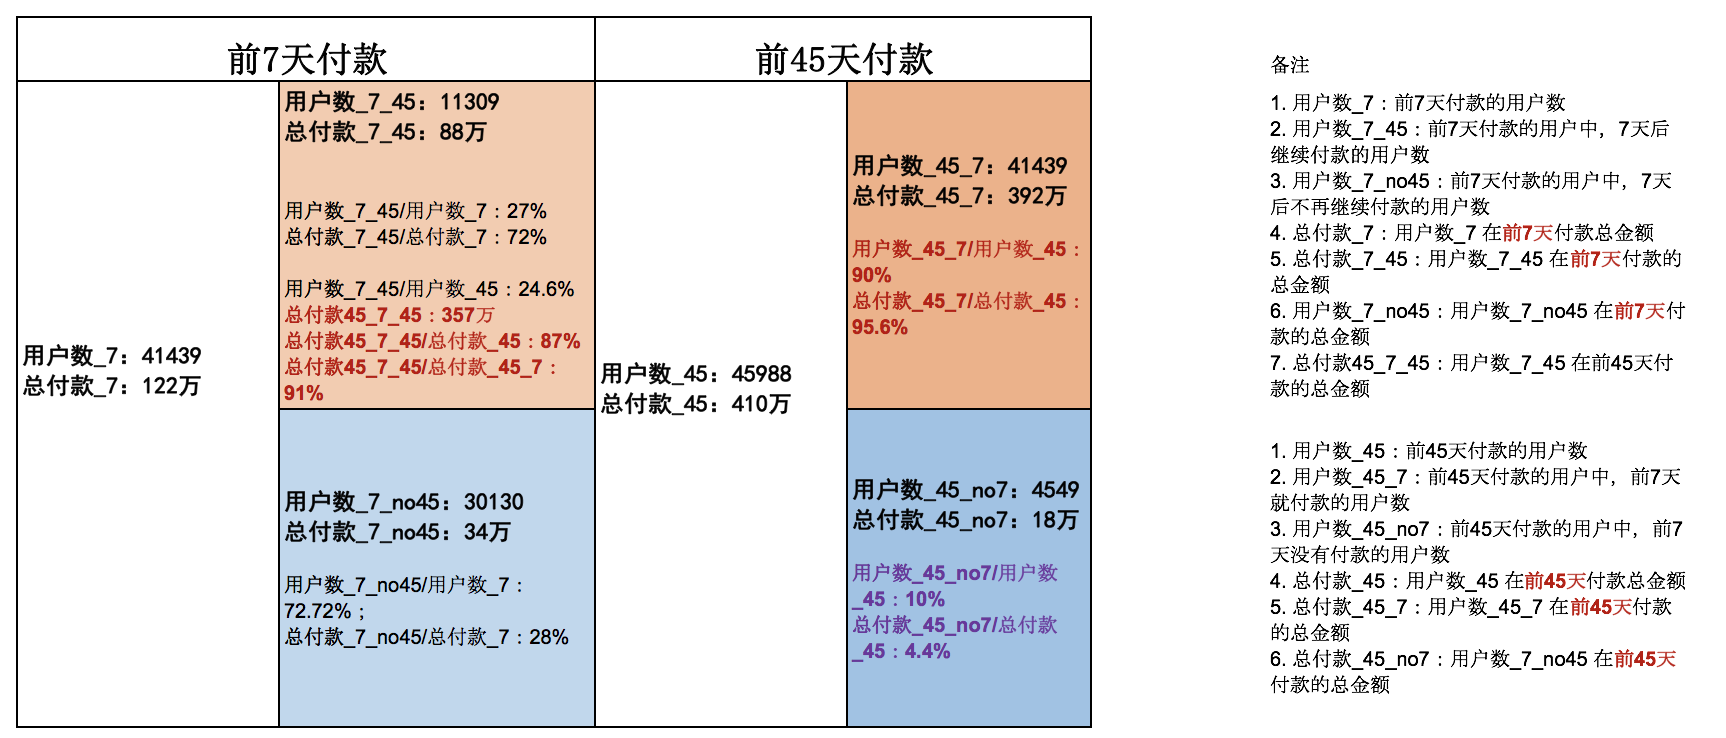 前7天付款
前45天付款
用户数_7：41439
总付款_7：122万
用户数_7_45：11309
总付款_7_45：88万
用户数_7_45/用户数_7：27%
总付款_7_45/总付款_7：72%
用户数_7_45/用户数_45：24.6%
总付款45_7_45：357万
总付款45_7_45/总付款_45：87%
总付款45_7_45/总付款_45_7：
91%
用户数_7_no45：30130
总付款_7_no45：34万
用户数_7_no45/用户数_7：
72.72%；
总付款_7_no45/总付款_7：28%
用户数_45：45988
总付款_45：410万
用户数_45_7：41439
总付款_45_7：392万
用户数_45_7/用户数_45：
90%
总付款_45_7/总付款_45：
95.6%
用户数_45_no7：4549
总付款_45_no7：18万
用户数_45_no7/用户数
_45：10%
总付款_45_no7/总付款
_45：4.4%
备注
1. 用户数_7：前7天付款的用户数
2. 用户数_7_45：前7天付款的用户中，7天后
继续付款的用户数
3. 用户数_7_no45：前7天付款的用户中，7天
后不再继续付款的用户数
4. 总付款_7：用户数_7 在前7天付款总金额
5. 总付款_7_45：用户数_7_45 在前7天付款的
总金额
6. 用户数_7_no45：用户数_7_no45 在前7天付
款的总金额
7. 总付款45_7_45：用户数_7_45 在前45天付
款的总金额
1. 用户数_45：前45天付款的用户数
2. 用户数_45_7：前45天付款的用户中，前7天
就付款的用户数
3. 用户数_45_no7：前45天付款的用户中，前7
天没有付款的用户数
4. 总付款_45：用户数_45 在前45天付款总金额
5. 总付款_45_7：用户数_45_7 在前45天付款
的总金额
6. 总付款_45_no7：用户数_7_no45 在前45天
付款的总金额